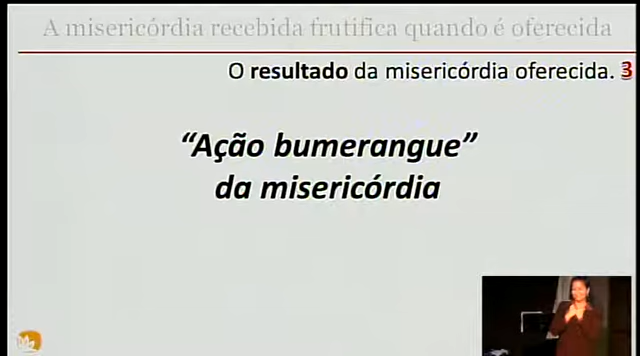 A misericórdia recebida frutifica quando é oferecida
O resultado da misericórdia oferecida. 3
“Ação bumerangue”
da misericórdia